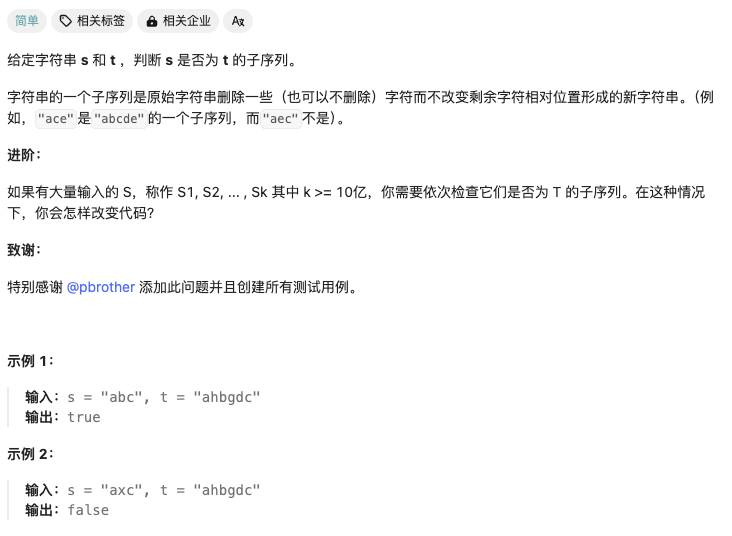 简单 相关标签 相关企业 A
给定字符串 s 和 t ，判断 s 是否为 t 的子序列。
字符串的一个子序列是原始字符串删除一些（也可以不删除）字符而不改变剩余字符相对位置形成的新字符串。（例
如，"ace"是"abcde"的一个子序列，而"aec"不是）。
进阶：
如果有大量输入的 S，称作 S1, S2, ... , Sk 其中 k >= 10亿，你需要依次检查它们是否为 T 的子序列。在这种情况
下，你会怎样改变代码？
致谢：
特别感谢 @pbrother 添加此问题并且创建所有测试用例。
示例 1：
输入：s = "abc", t = "ahbgdc"
输出：true
示例 2：
输入：s = "axc", t = "ahbgdc"
输出：false